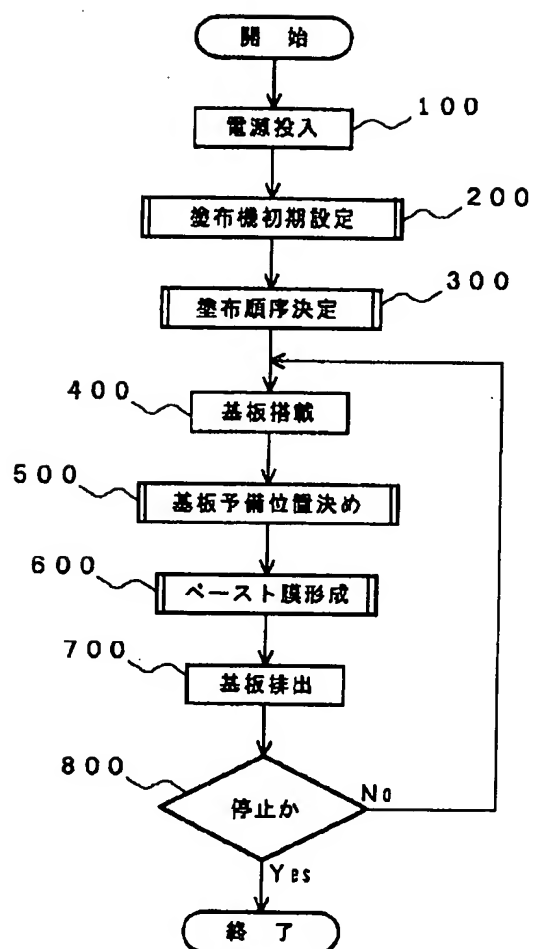 開 始
電源投入
100
塗布機初期設定
200
塗布順序決定
300
400
基板搭載
500
基板予備位置決め
600
ペースト膜形成
700
基板排出
800
停止か
No
Yes
終 了